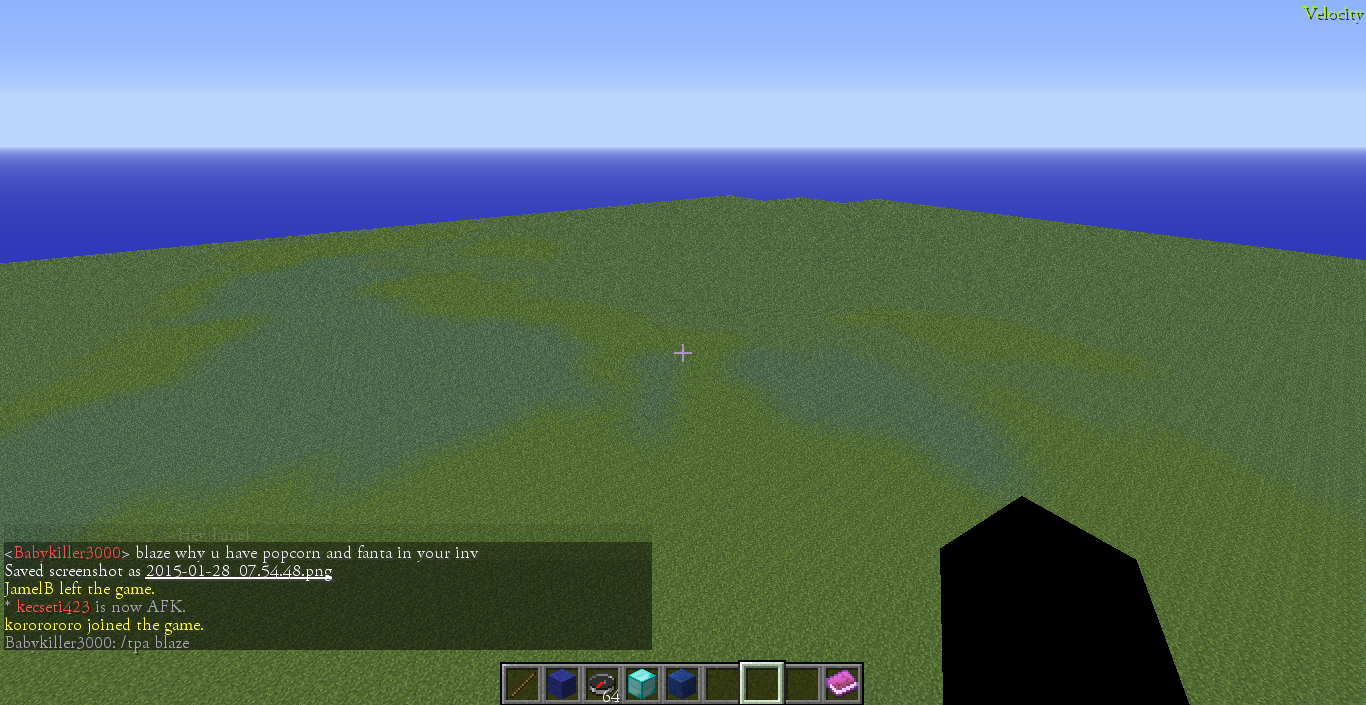 Velocity
<Babykiller3000> blaze why u have popcorn and fanta in your inv
Saved screenshot as 2015-01-28_07.54.48.png
JamelB left the game.
* kecseti423 is now AFK.
kororororo joined the game.
Babykiller3000: /tpa blaze
64